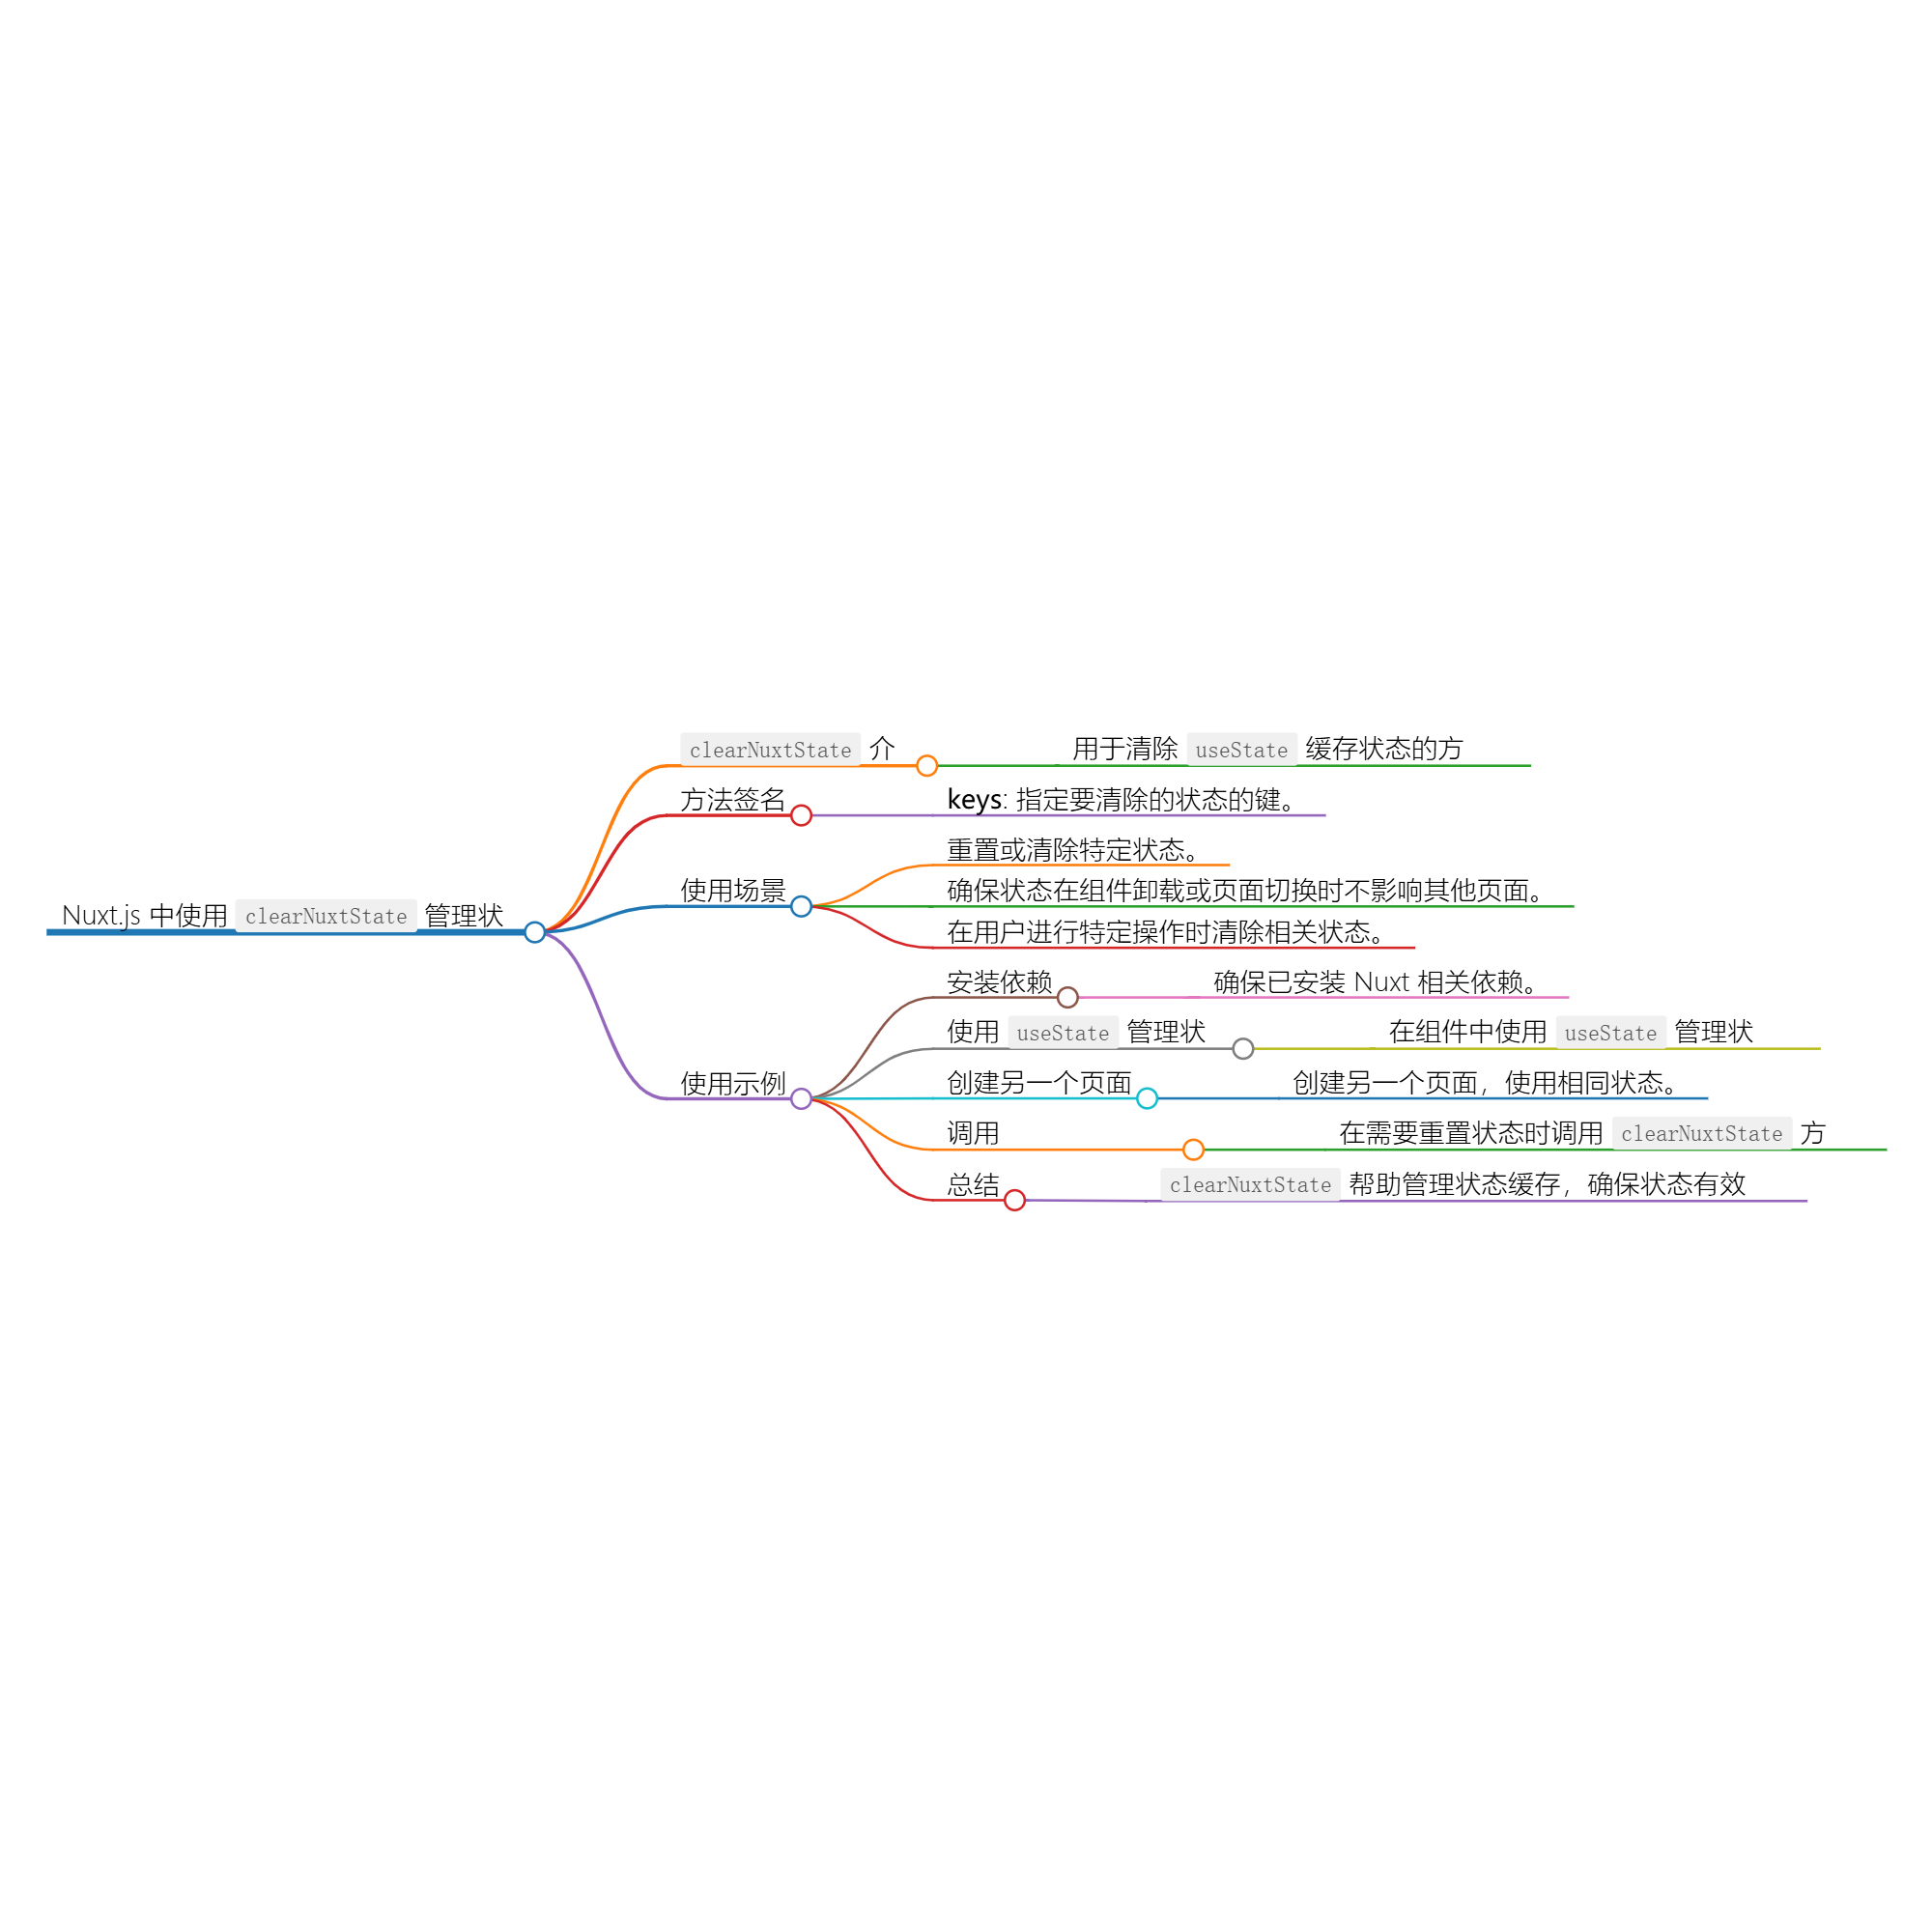 Nuxt.js 中使用 clearNuxtState 管理状
clearNuxtState 介
用于清除 useState 缓存状态的方
方法签名
keys: 指定要清除的状态的键。
使用场景
重置或清除特定状态。
确保状态在组件卸载或页面切换时不影响其他页面。
在用户进行特定操作时清除相关状态。
使用示例
安装依赖
确保已安装 Nuxt 相关依赖。
使用 useState 管理状
在组件中使用 useState 管理状
创建另一个页面
创建另一个页面，使用相同状态。
调用
在需要重置状态时调用 clearNuxtState 方
总结
clearNuxtState 帮助管理状态缓存，确保状态有效